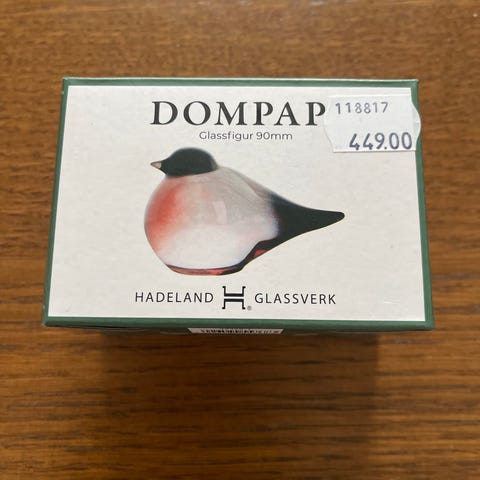 DOMPAP
118817
Glassfigur 90mm
449.00
HADELAND H® GLASSVERK